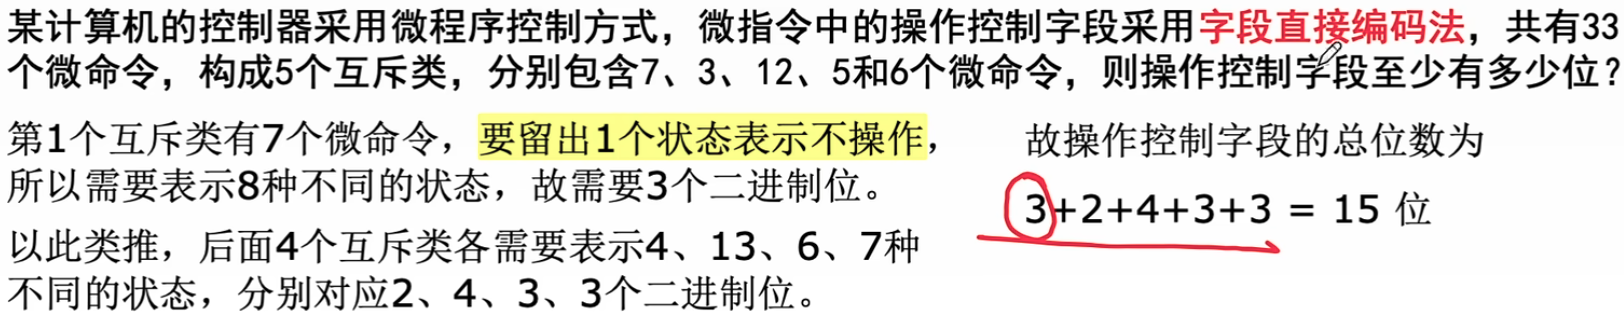 某计算机的控制器采用微程序控制方式，微指令中的操作控制字段采用字段直接编码法，共有33
个微命令，构成5个互斥类，分别包含7、3、12、5和6个微命令，则操作控制字段至少有多少位？
第1个互斥类有7个微命令，要留出1个状态表示不操作，
所以需要表示8种不同的状态，故需要3个二进制位。
以此类推，后面4个互斥类各需要表示4、13、6、7种
不同的状态，分别对应2、4、3、3个二进制位。
故操作控制字段的总位数为
3+2+4+3+3 = 15 位